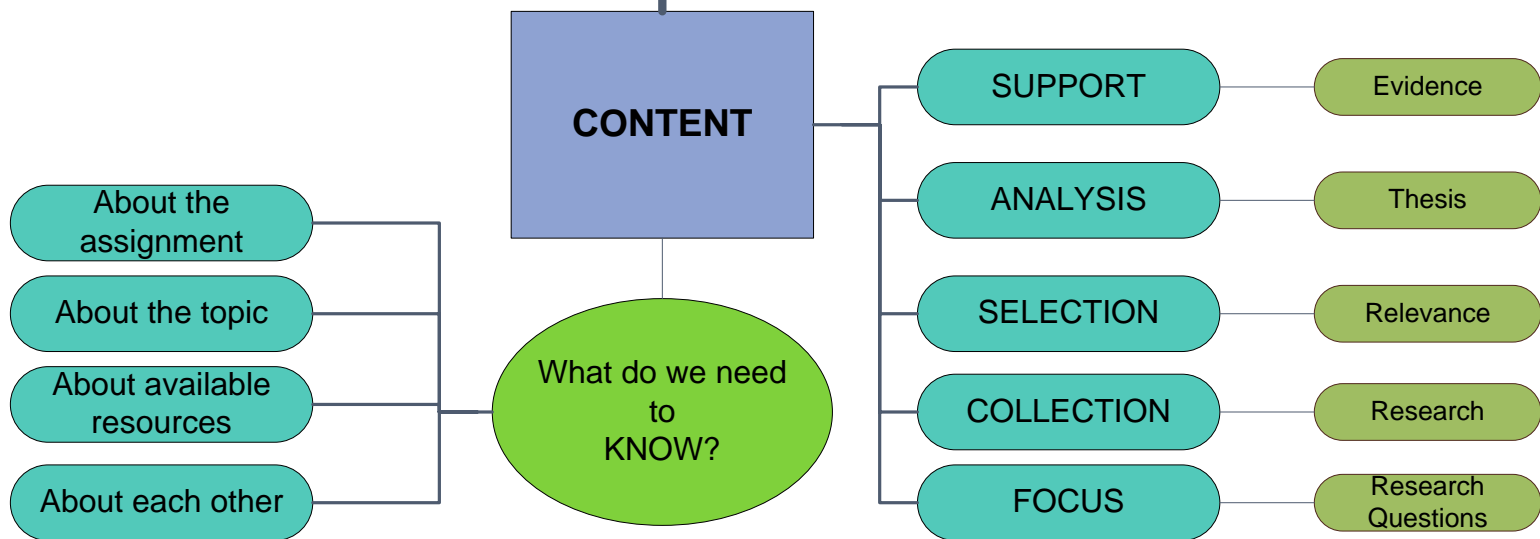 CONTENT
What do we need
to
KNOW?
About the
assignment
About the topic
About available
resources
About each other
SUPPORT
Evidence
ANALYSIS
Thesis
SELECTION
Relevance
COLLECTION
Research
FOCUS
Research
Questions